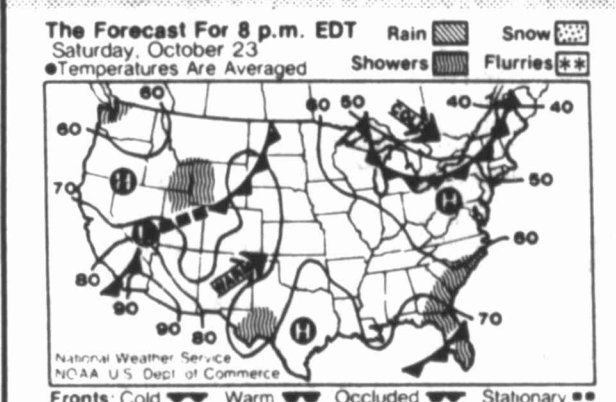 The Forecast For 8 p.m. EDT
Saturday, October 23
●Temperatures Are Averaged
Rain Snow
Showers Flurries
60
60
70
80
90
90 80
60 50
40 40
50
60
70
COLD
WARM
H
L
H
H
National Weather Service
NOAA U.S. Dept. of Commerce
Fronts: Cold Warm Occluded Stationary